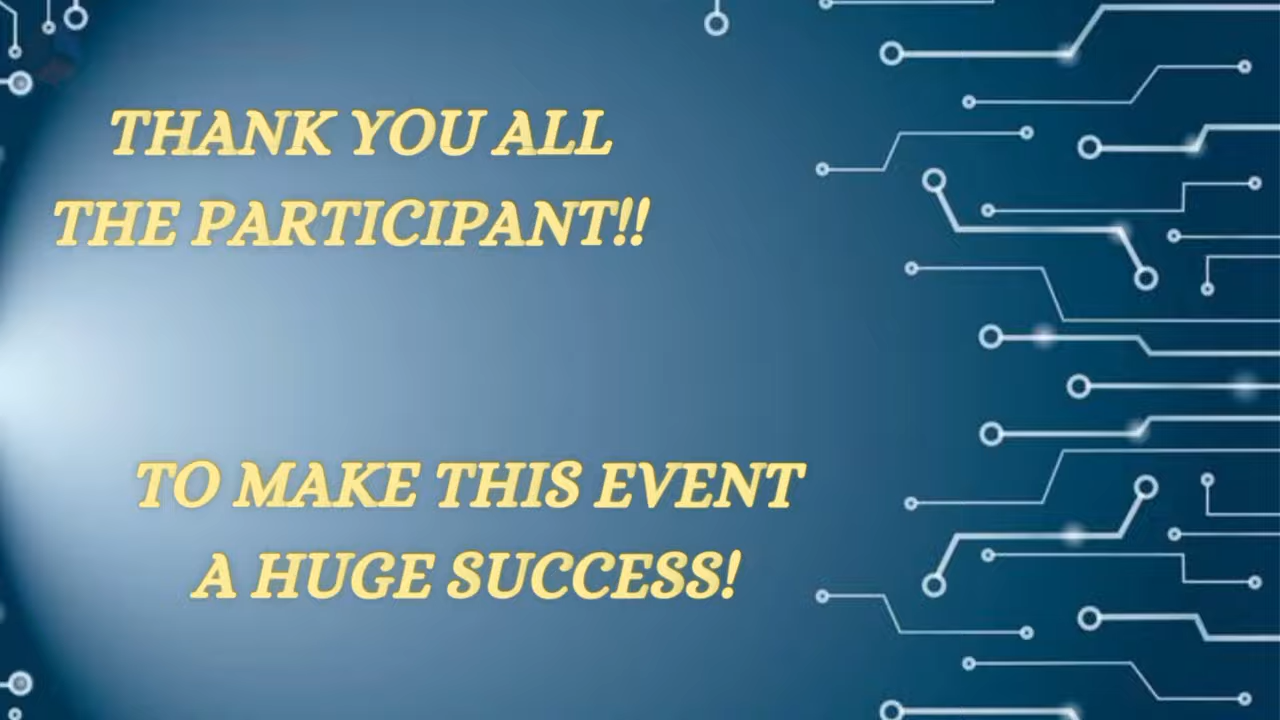 THANK YOU ALL
THE PARTICIPANT!!
TO MAKE THIS EVENT
A HUGE SUCCESS!